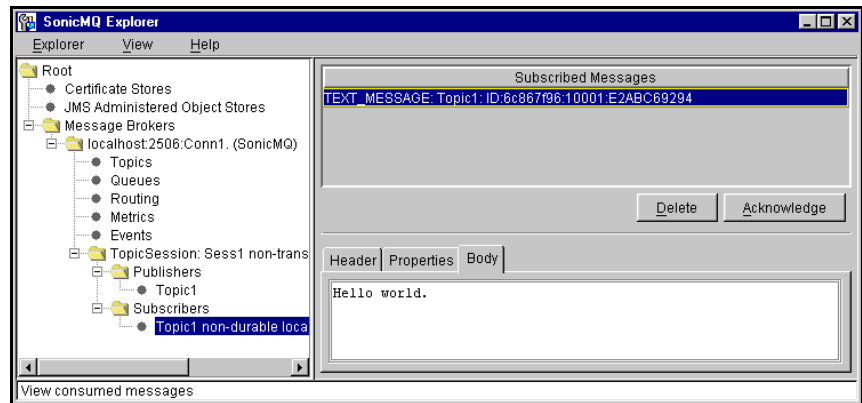 SonicMQ Explorer
Explorer View Help
Root
Certificate Stores
JMS Administered Object Stores
Message Brokers
localhost:2506:Conn1. (SonicMQ)
Topics
Queues
Routing
Metrics
Events
TopicSession: Sess1 non-trans
Publishers
Topic1
Subscribers
Topic1 non-durable loca
Subscribed Messages
TEXT_MESSAGE: Topic1: ID:6c867f96:10001:E2ABC69294
Delete Acknowledge
Header Properties Body
Hello world.
View consumed messages